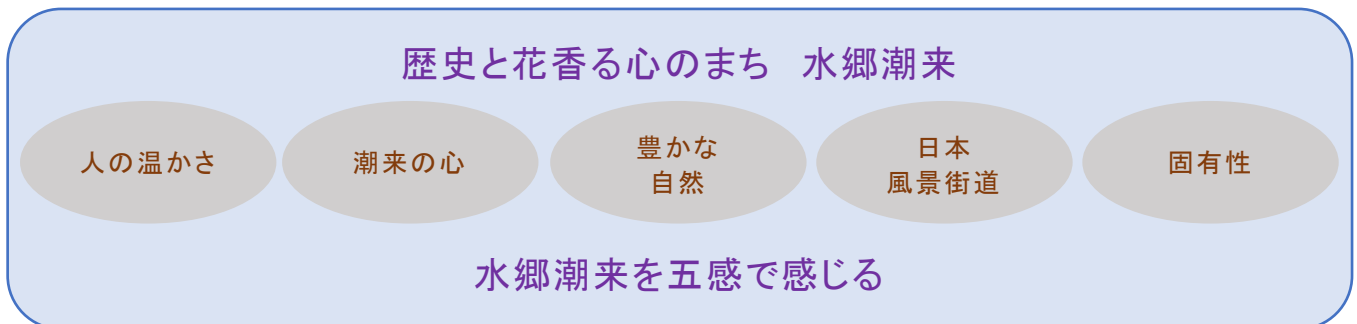 歴史と花香る心のまち　水郷潮来
人の温かさ
潮来の心
豊かな
自然
日本
風景街道
固有性
水郷潮来を五感で感じる